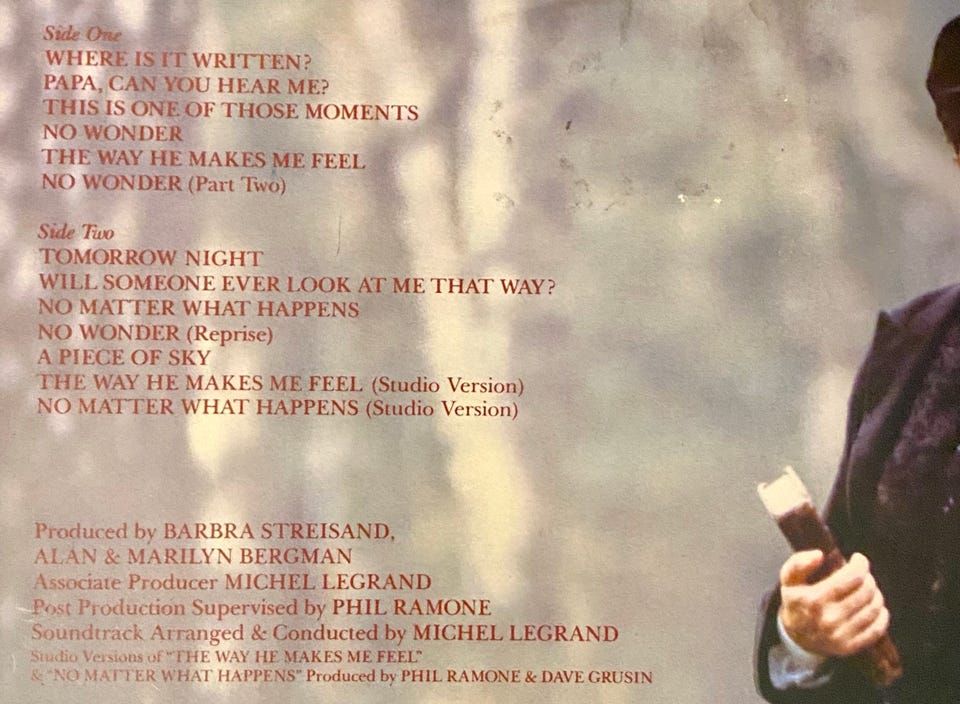 Side One
WHERE IS IT WRITTEN?
PAPA, CAN YOU HEAR ME?
THIS IS ONE OF THOSE MOMENTS
NO WONDER
THE WAY HE MAKES ME FEEL
NO WONDER (Part Two)
Side Two
TOMORROW NIGHT
WILL SOMEONE EVER LOOK AT ME THAT WAY?
NO MATTER WHAT HAPPENS
NO WONDER (Reprise)
A PIECE OF SKY
THE WAY HE MAKES ME FEEL (Studio Version)
NO MATTER WHAT HAPPENS (Studio Version)
Produced by BARBRA STREISAND,
ALAN & MARILYN BERGMAN
Associate Producer MICHEL LEGRAND
Post Production Supervised by PHIL RAMONE
Soundtrack Arranged & Conducted by MICHEL LEGRAND
Studio Versions of "THE WAY HE MAKES ME FEEL"
& "NO MATTER WHAT HAPPENS" Produced by PHIL RAMONE & DAVE GRUSIN